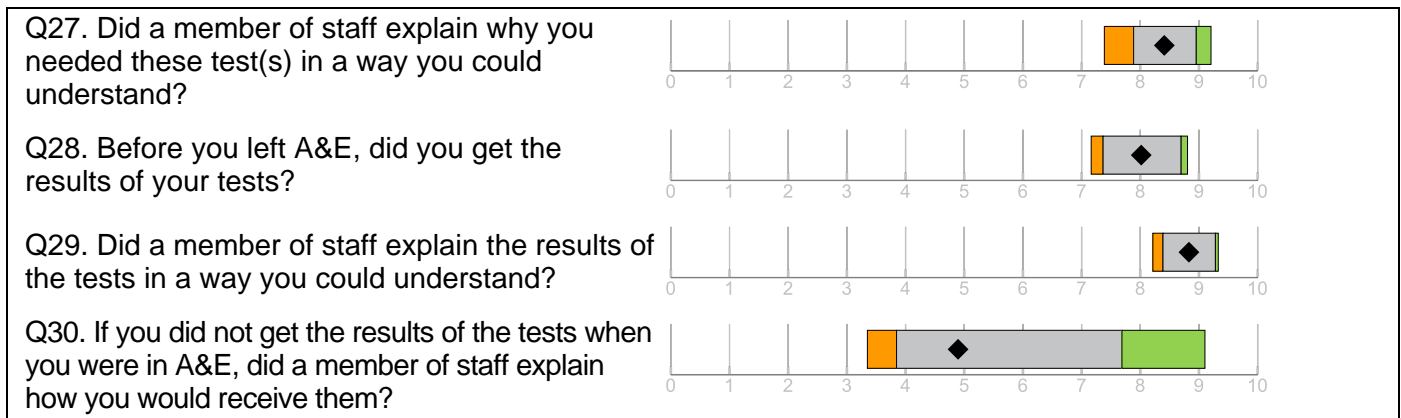 Q27. Did a member of staff explain why you
needed these test(s) in a way you could
understand?
0 1 2 3 4 5 6 7 8 9 10
Q28. Before you left A&E, did you get the
results of your tests?
0 1 2 3 4 5 6 7 8 9 10
Q29. Did a member of staff explain the results of
the tests in a way you could understand?
0 1 2 3 4 5 6 7 8 9 10
Q30. If you did not get the results of the tests when
you were in A&E, did a member of staff explain
how you would receive them?
0 1 2 3 4 5 6 7 8 9 10